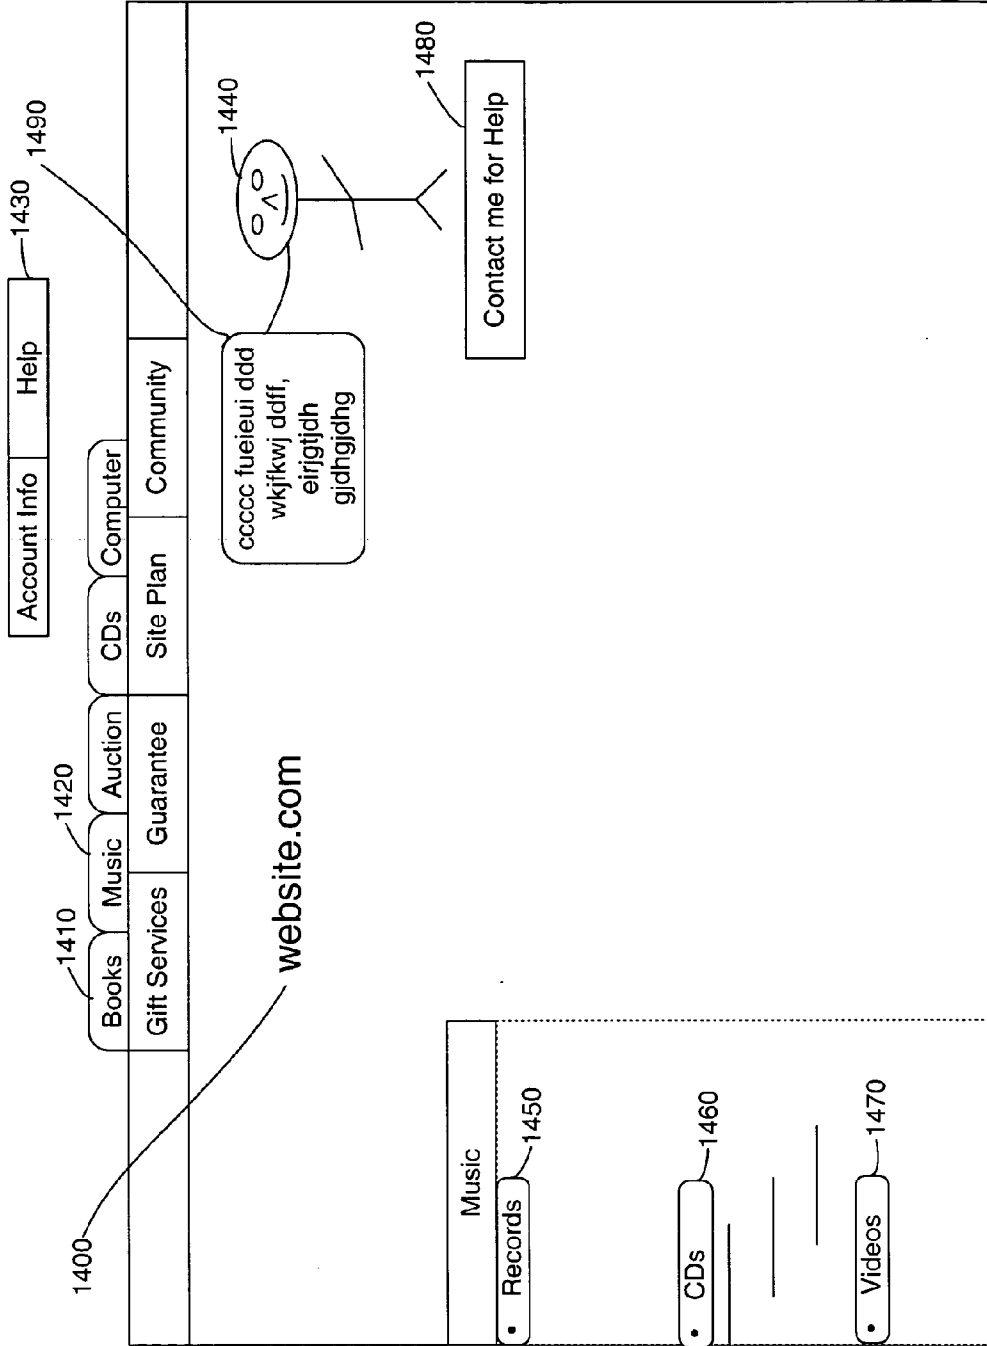 Account Info Help 1430
1490
1410 1420
Books Music Auction CDs Computer
Gift Services Guarantee Site Plan Community
1400
website.com
1440
ccccc fueieui ddd
wkjfkwj ddff,
eirjgtjdh
gjdhgjdhg
1480
Contact me for Help
Music
• Records 1450
• CDs 1460
• Videos 1470